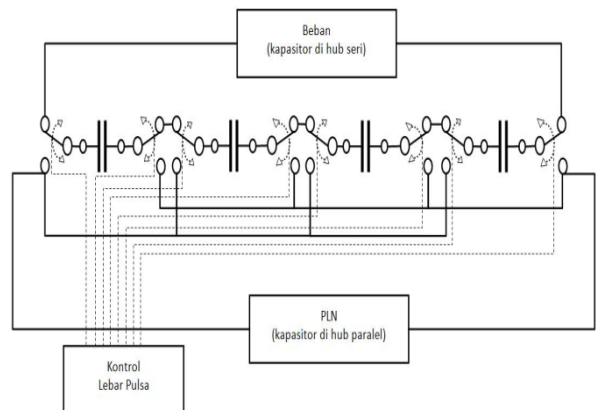 Beban
(kapasitor di hub seri)
PLN
(kapasitor di hub paralel)
Kontrol
Lebar Pulsa